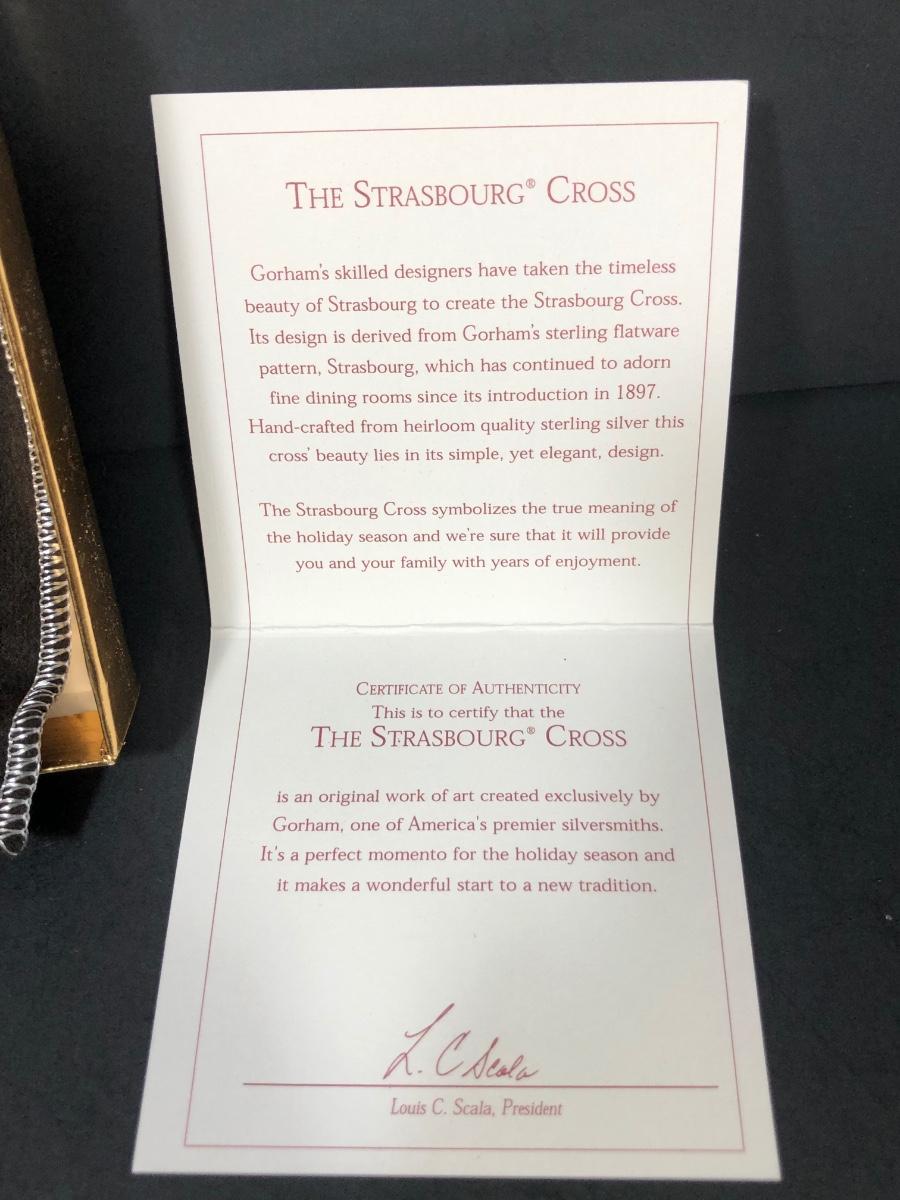 THE STRASBOURG® CROSS
Gorham's skilled designers have taken the timeless
beauty of Strasbourg to create the Strasbourg Cross.
Its design is derived from Gorham's sterling flatware
pattern, Strasbourg, which has continued to adorn
fine dining rooms since its introduction in 1897.
Hand-crafted from heirloom quality sterling silver this
cross' beauty lies in its simple, yet elegant, design.
The Strasbourg Cross symbolizes the true meaning of
the holiday season and we're sure that it will provide
you and your family with years of enjoyment.
CERTIFICATE OF AUTHENTICITY
This is to certify that the
THE STRASBOURG® CROSS
is an original work of art created exclusively by
Gorham, one of America's premier silversmiths.
It's a perfect momento for the holiday season and
it makes a wonderful start to a new tradition.
L. C Scala
Louis C. Scala, President